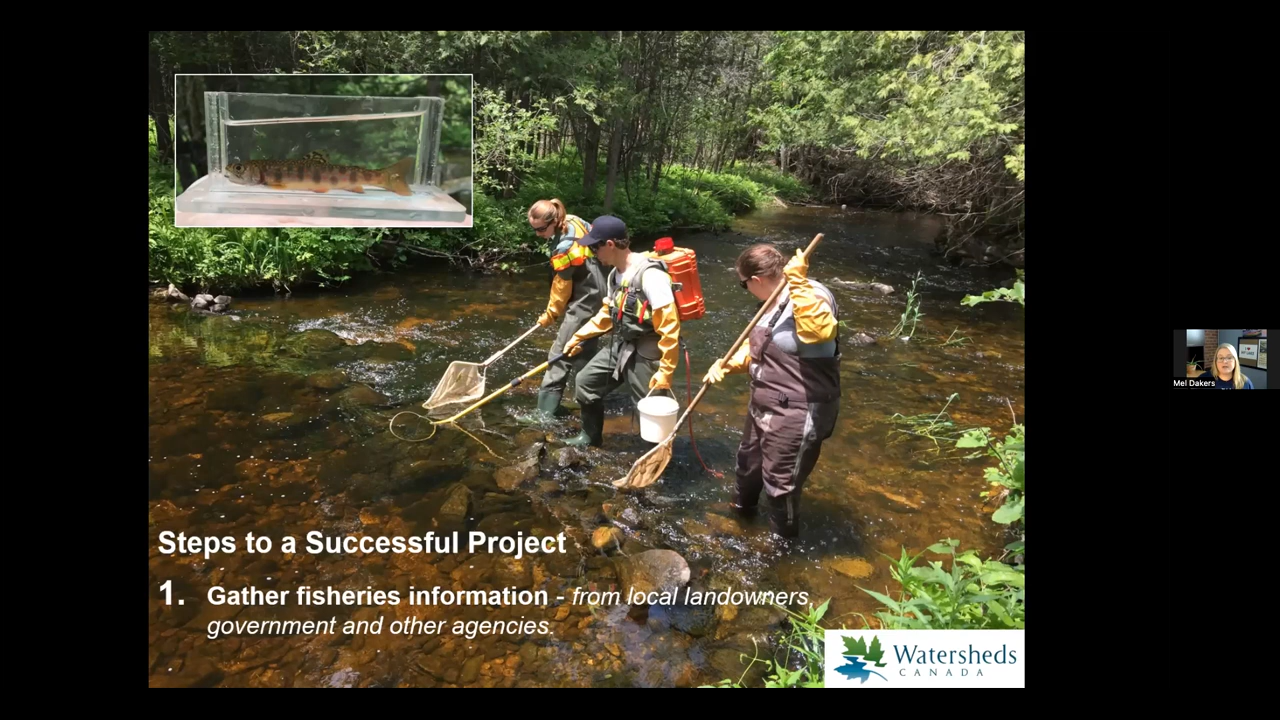 Steps to a Successful Project
1. Gather fisheries information - from local landowners,
government and other agencies.
Watersheds
CANADA
Mel Dakers